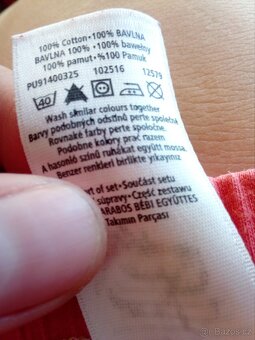 100% Cotton • 100% BAVLNA
BAVLNA 100% • 100% bawełny
100% pamut • % 100 Pamuk
PU91400325 102516 12579
40
Wash similar colours together
Barvy podobných odstínů perte společně
Rovnaké farby perte spoločne.
Podobne kolory prać razem
A hasonló színű ruhákat együtt mossa.
Benzer renkleri birlikte yıkayınız
of set • Součást setu
súpravy • Część zestawu
ARABOS BÉBI EGYÜTTES
Takımın Parçası